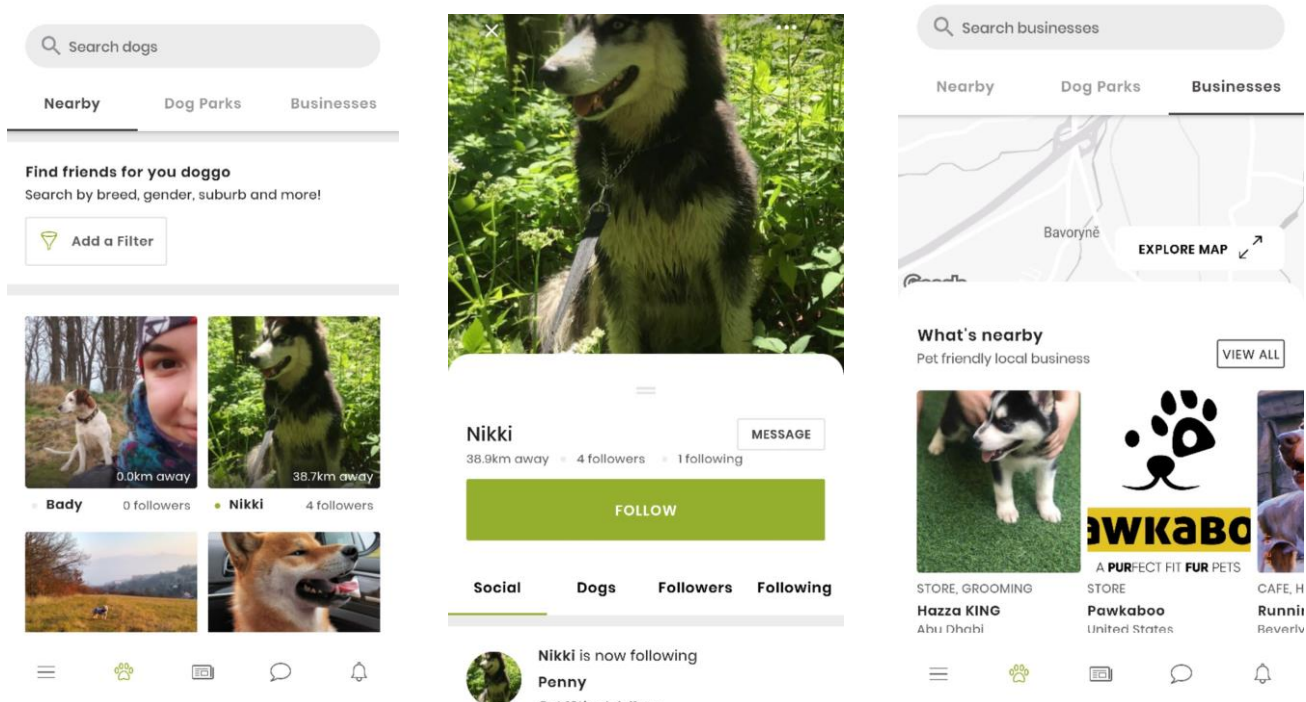 Search dogs
Nearby Dog Parks Businesses
Find friends for you doggo
Search by breed, gender, suburb and more!
Add a Filter
0.0km away
38.7km away
Bady 0 followers
Nikki 4 followers
Nikki
MESSAGE
38.9km away 4 followers 1 following
FOLLOW
Social Dogs Followers Following
Nikki is now following
Penny
Search businesses
Nearby Dog Parks Businesses
Bavoryně
EXPLORE MAP
What's nearby
Pet friendly local business
VIEW ALL
AWKABO
A PURFECT FIT FUR PETS
STORE, GROOMING
Hazza KING
Abu Dhabi
STORE
Pawkaboo
United States
CAFE, H
Runnin
Beverly